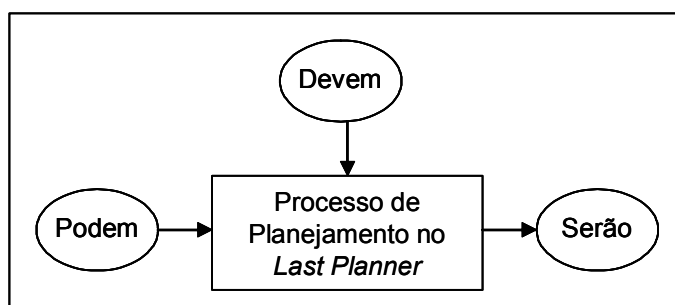 Devem
Podem
Processo de
Planejamento no
Last Planner
Serão